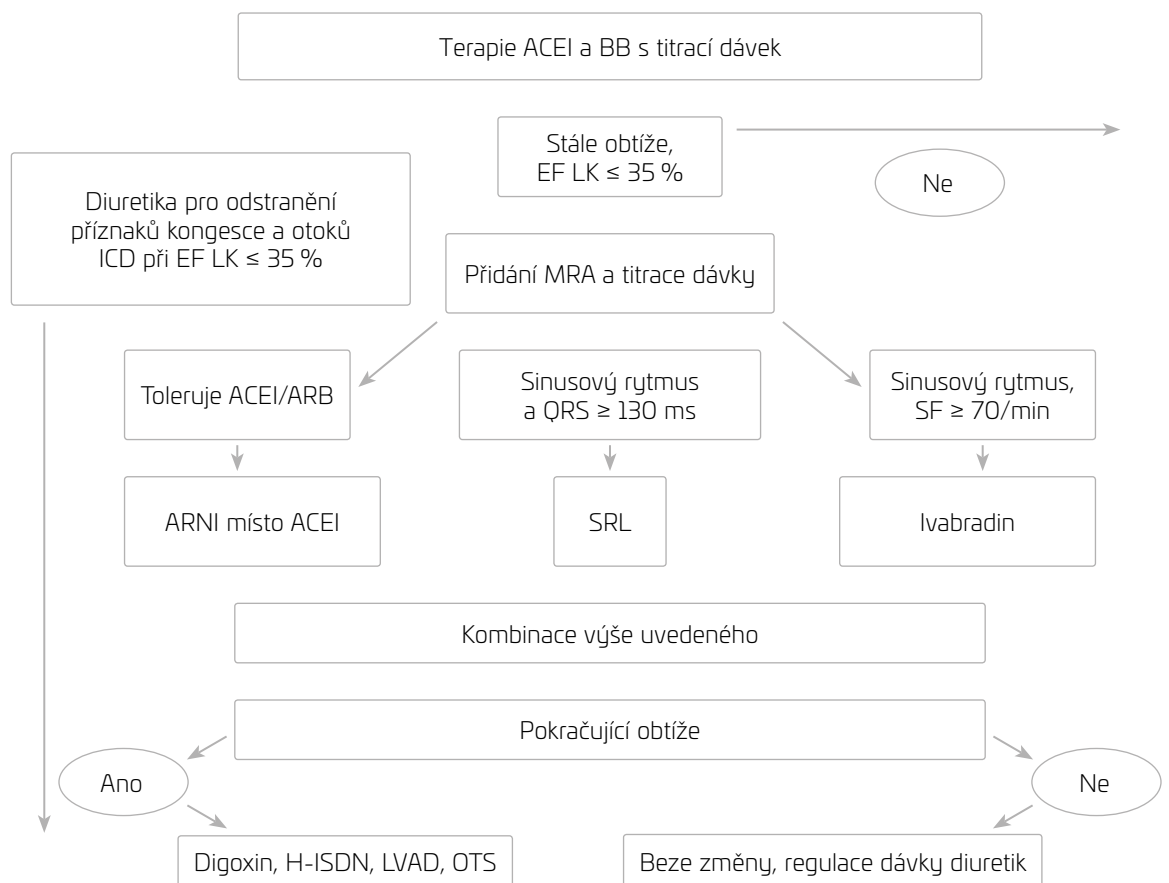 Terapie ACEI a BB s titrací dávek
Stále obtíže,
EF LK ≤ 35 %
Ne
Diuretika pro odstranění
příznaků kongesce a otoků
ICD při EF LK ≤ 35 %
Přidání MRA a titrace dávky
Toleruje ACEI/ARB
Sinusový rytmus
a QRS ≥ 130 ms
Sinusový rytmus,
SF ≥ 70/min
ARNI místo ACEI
SRL
Ivabradin
Kombinace výše uvedeného
Pokračující obtíže
Ano
Ne
Digoxin, H-ISDN, LVAD, OTS
Beze změny, regulace dávky diuretik